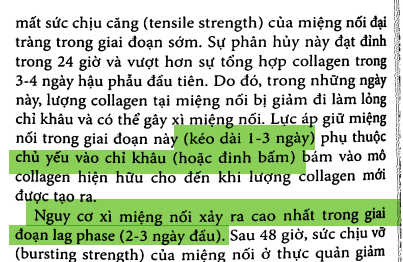 mất sức chịu căng (tensile strength) của miệng nối đại
tràng trong giai đoạn sớm. Sự phân hủy này đạt đỉnh
trong 24 giờ và vượt hơn sự tổng hợp collagen trong
3-4 ngày hậu phẫu đầu tiên. Do đó, trong những ngày
này, lượng collagen tại miệng nối bị giảm đi làm lỏng
chỉ khâu và có thể gây xì miệng nối. Lực áp giữ miệng
nối trong giai đoạn này (kéo dài 1-3 ngày) phụ thuộc
chủ yếu vào chỉ khâu (hoặc đinh bấm) bám vào mô
collagen hiện hữu cho đến khi lượng collagen mới
được tạo ra.
Nguy cơ xì miệng nối xảy ra cao nhất trong giai
đoạn lag phase (2-3 ngày đầu). Sau 48 giờ, sức chịu vỡ
(bursting strength) của miệng nối ở thực quản giảm